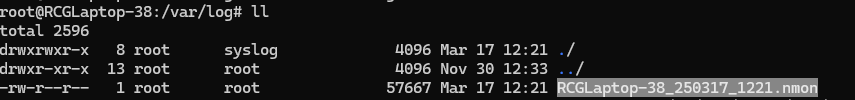 root@RCGLaptop-38:/var/log# ll
total 2596
drwxrwxr-x 8 root syslog 4096 Mar 17 12:21 ./
drwxr-xr-x 13 root root 4096 Nov 30 12:33 ../
-rw-r--r-- 1 root root 57667 Mar 17 12:21 RCGLaptop-38_250317_1221.nmon